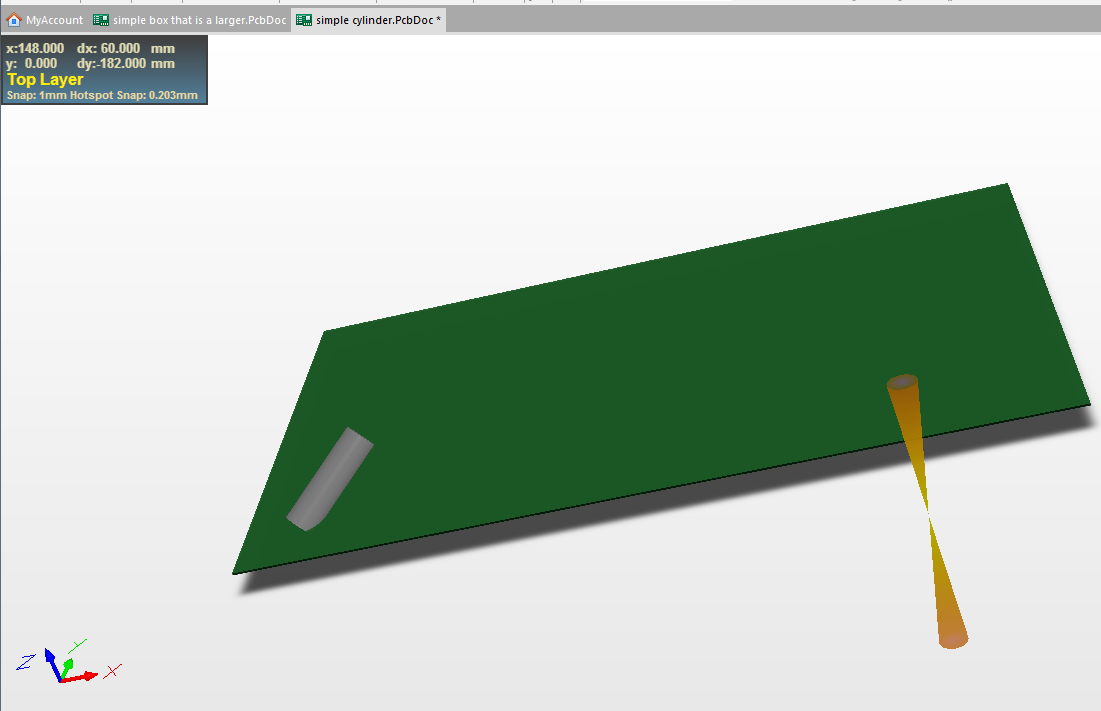 MyAccount simple box that is a larger.PcbDoc simple cylinder.PcbDoc *
x:148.000 dx: 60.000 mm
y: 0.000 dy:-182.000 mm
Top Layer
Snap: 1mm Hotspot Snap: 0.203mm
Z Y X